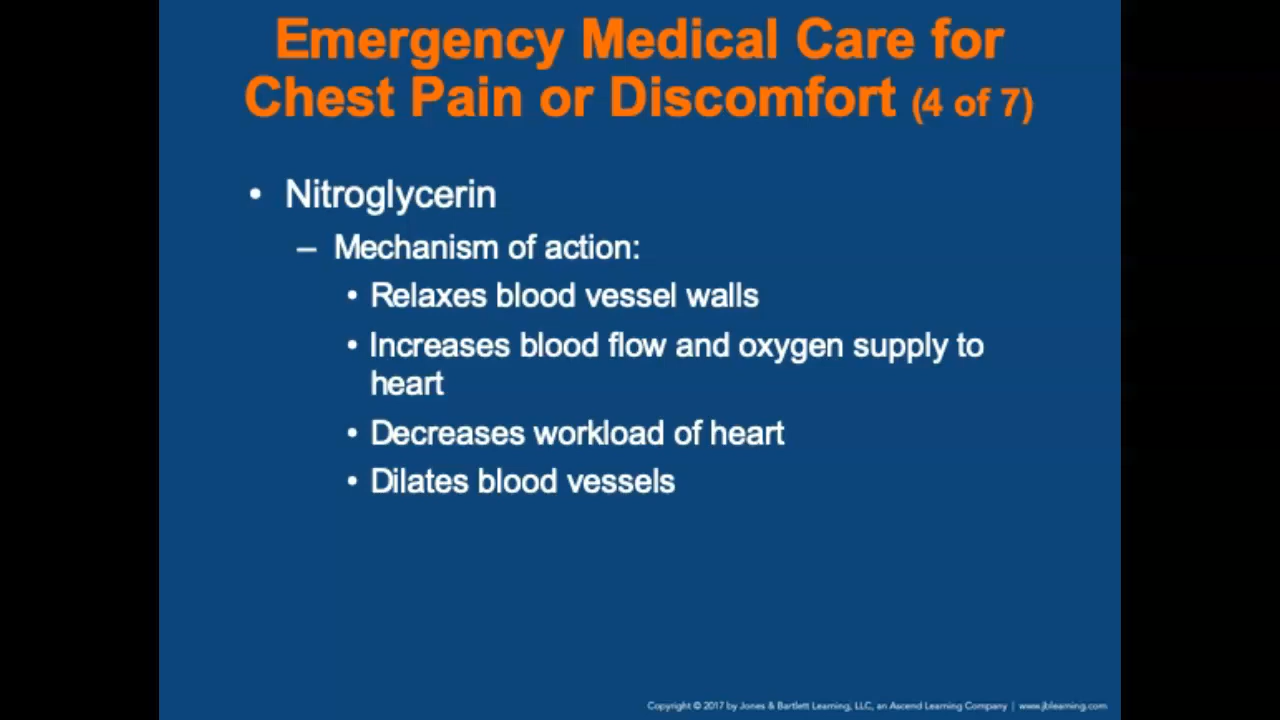 Emergency Medical Care for
Chest Pain or Discomfort (4 of 7)
• Nitroglycerin
– Mechanism of action:
• Relaxes blood vessel walls
• Increases blood flow and oxygen supply to
heart
• Decreases workload of heart
• Dilates blood vessels
Copyright © 2017 by Jones & Bartlett Learning, LLC, an Ascend Learning Company | www.jblearning.com